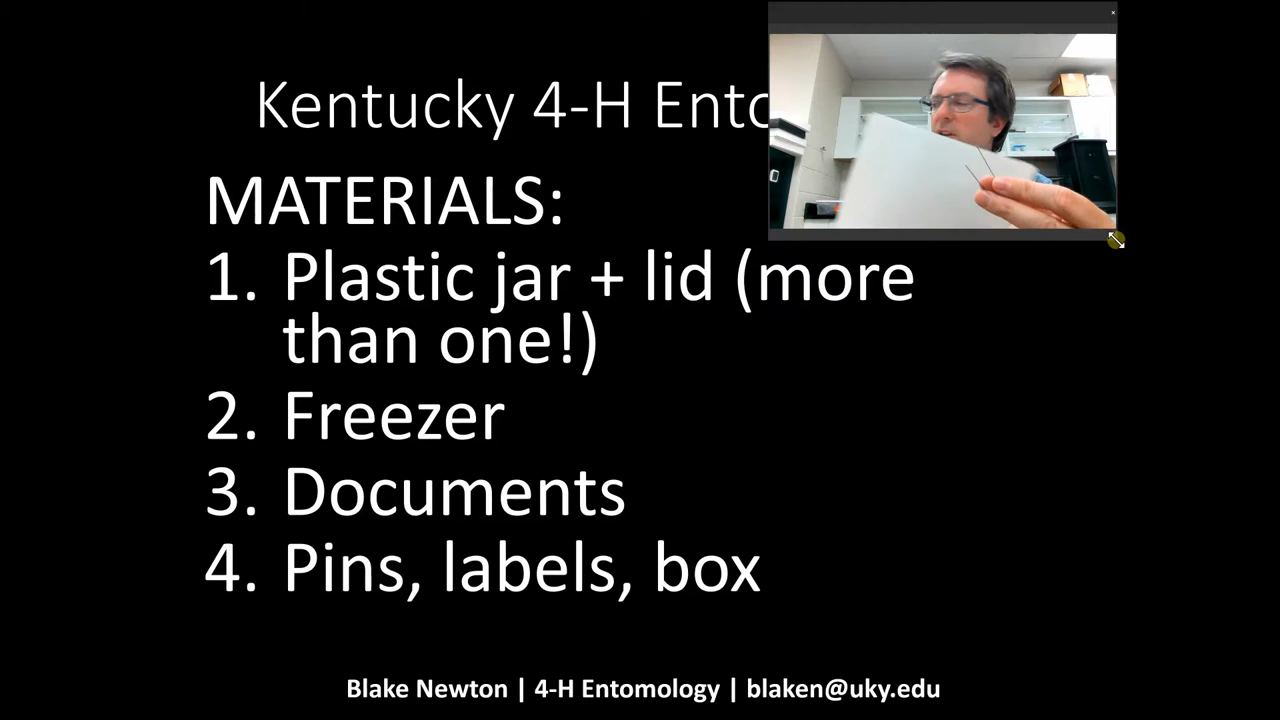 Kentucky 4-H Ento
MATERIALS:
1. Plastic jar + lid (more
than one!)
2. Freezer
3. Documents
4. Pins, labels, box
Blake Newton | 4-H Entomology | blaken@uky.edu